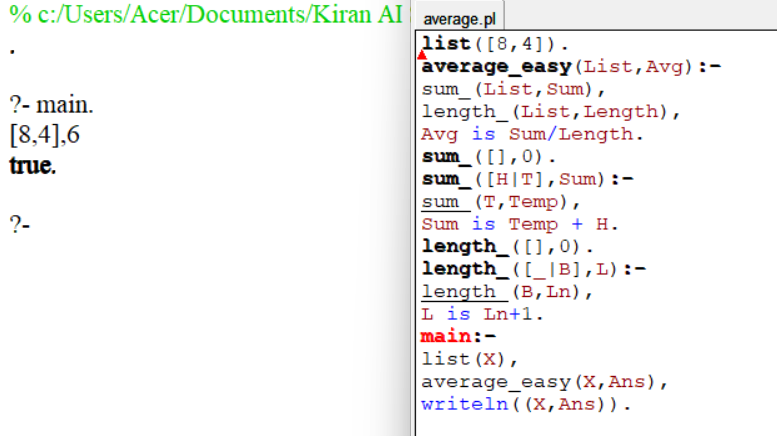 % c:/Users/Acer/Documents/Kiran AI
.
?- main.
[8,4],6
true.
?-
average.pl
list([8,4]).
average_easy(List,Avg):-
sum_(List,Sum),
length_(List,Length),
Avg is Sum/Length.
sum_([],0).
sum_([H|T],Sum):-
sum_(T,Temp),
Sum is Temp + H.
length_([],0).
length_([_|B],L):-
length_(B,Ln),
L is Ln+1.
main:-
list(X),
average_easy(X,Ans),
writeln((X,Ans)).